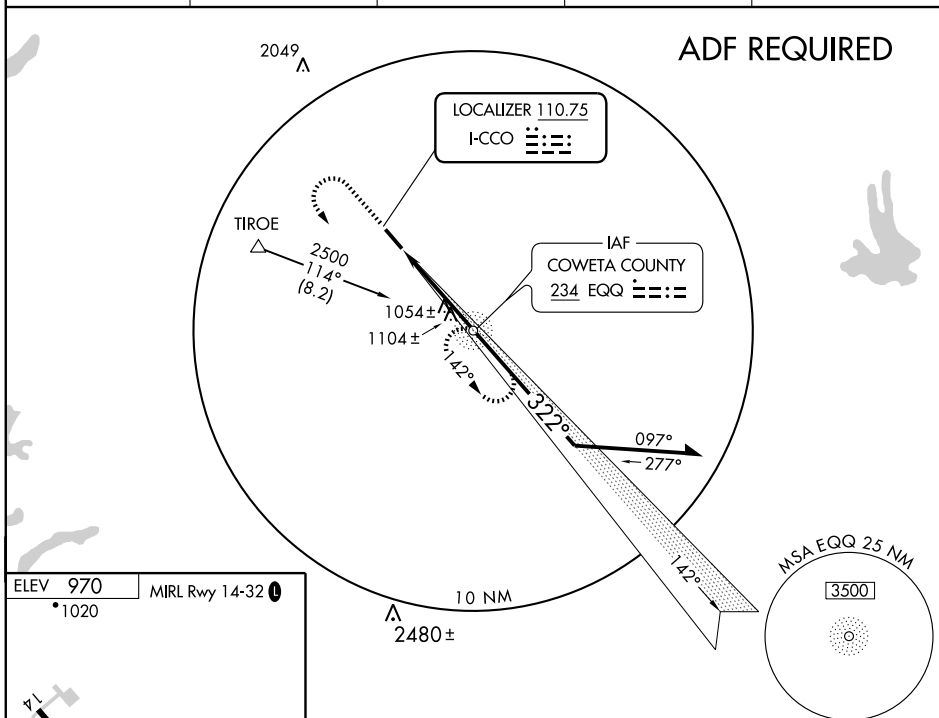 ADF REQUIRED
2049
LOCALIZER 110.75
I-CCO
TIROE
2500
114°
(8.2)
IAF
COWETA COUNTY
234 EQQ
1054±
1104±
142°
322°
097°
277°
142°
MSA EQQ 25 NM
3500
10 NM
2480±
ELEV 970
MIRL Rwy 14-32 L
1020
14